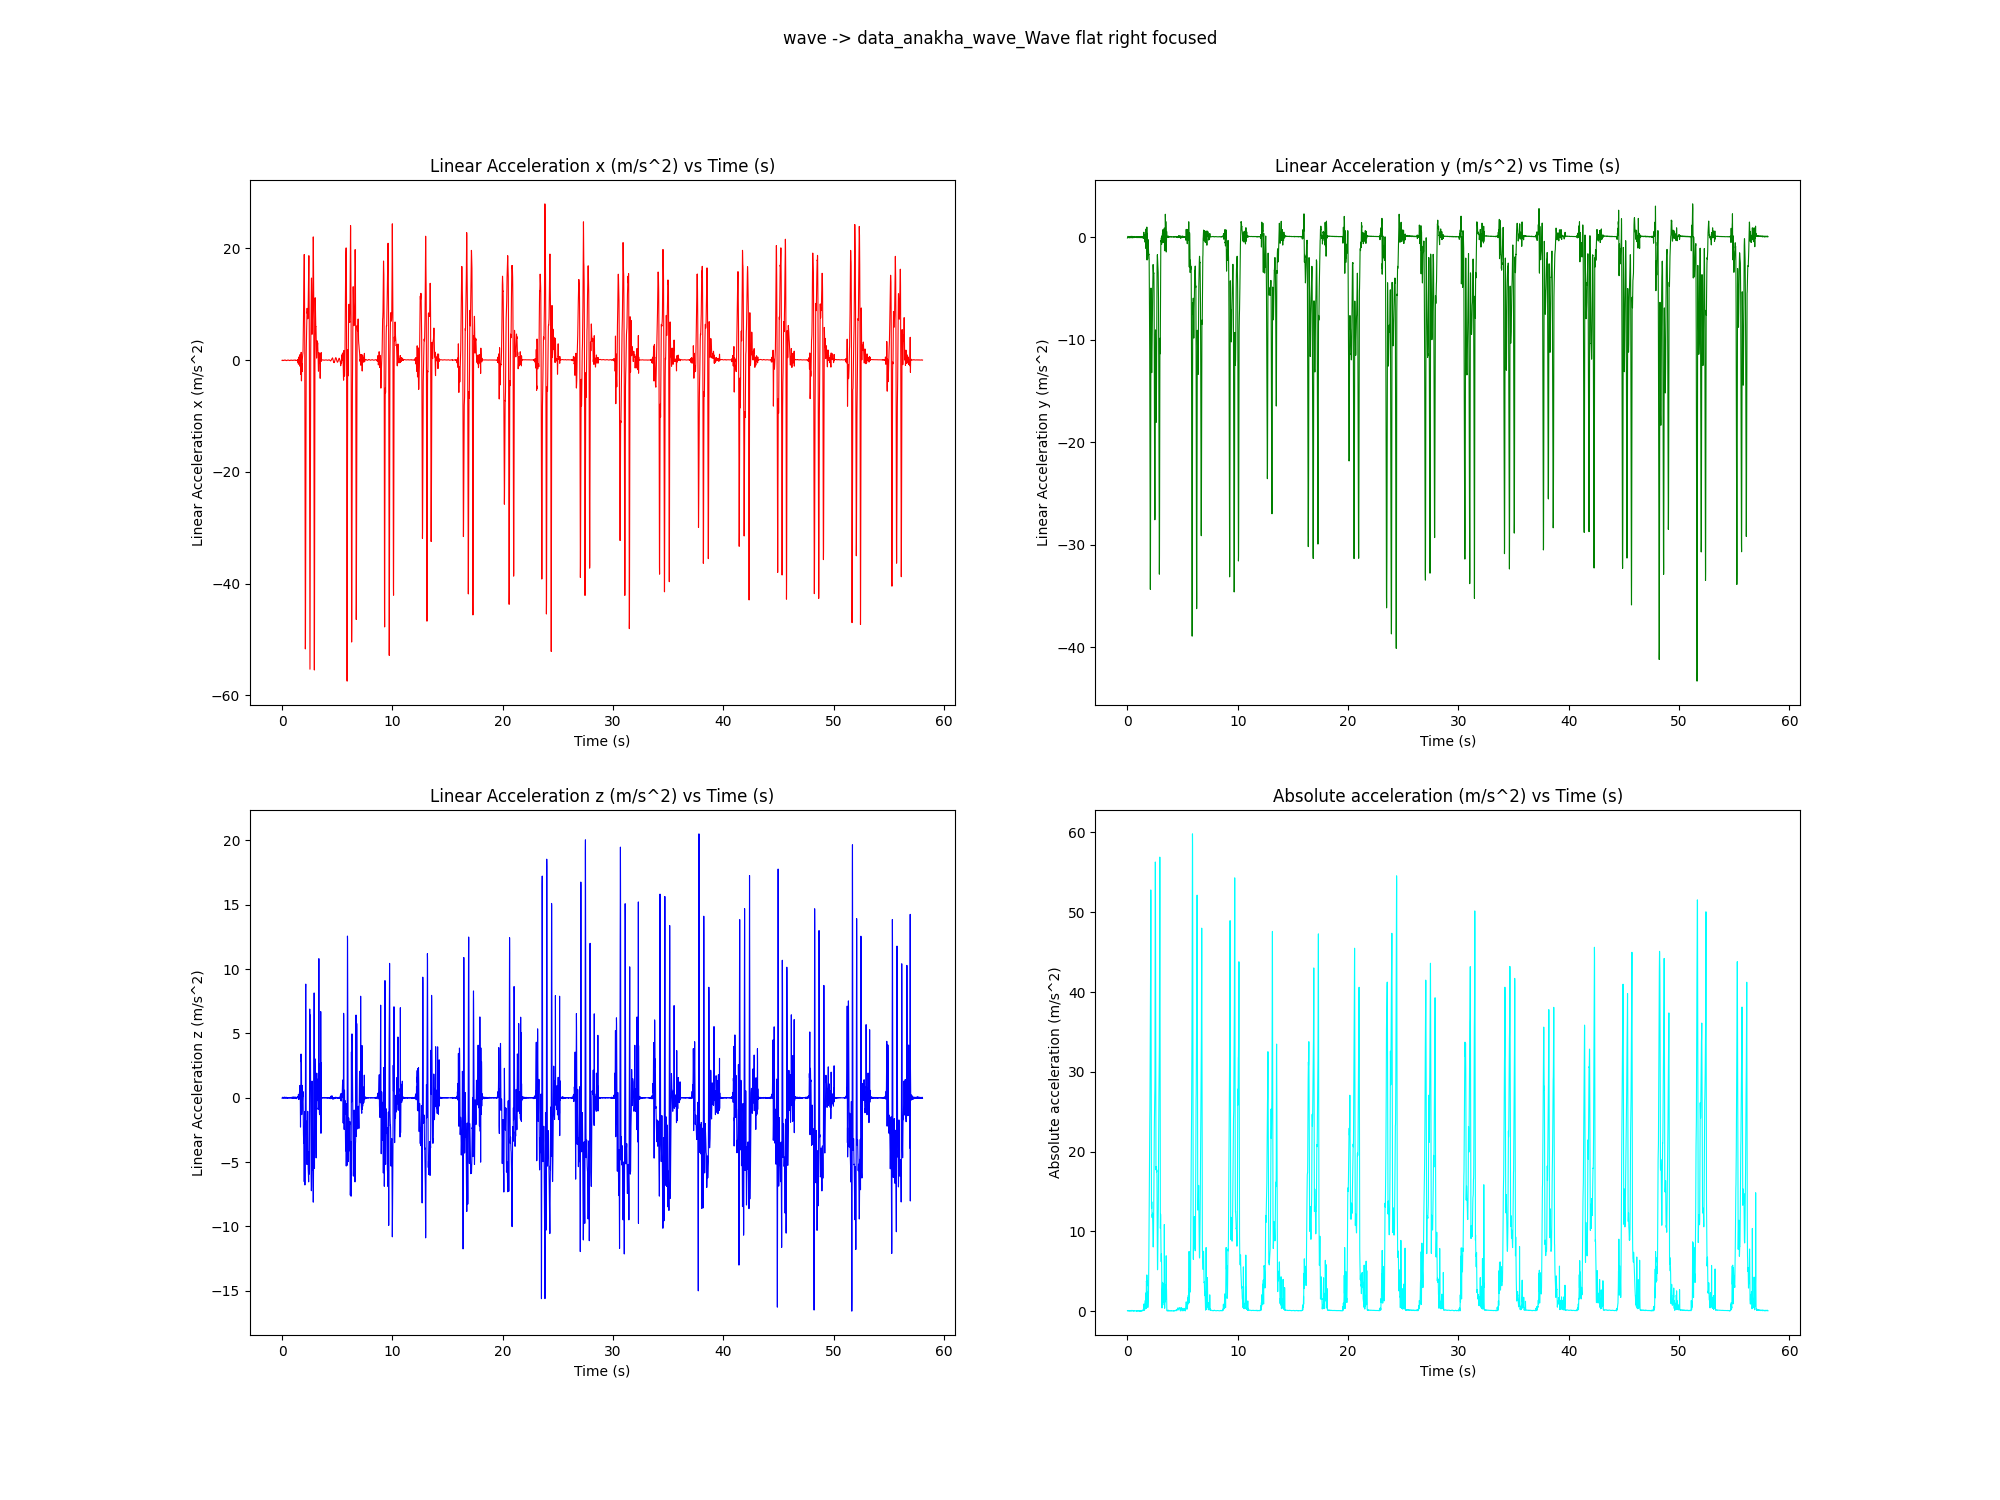 wave -> data_anakha_wave_Wave flat right focused
Linear Acceleration x (m/s^2) vs Time (s)
Linear Acceleration x (m/s^2)
20
0
−20
−40
−60
0 10 20 30 40 50 60
Time (s)
Linear Acceleration y (m/s^2) vs Time (s)
Linear Acceleration y (m/s^2)
0
−10
−20
−30
−40
0 10 20 30 40 50 60
Time (s)
Linear Acceleration z (m/s^2) vs Time (s)
Linear Acceleration z (m/s^2)
20
15
10
5
0
−5
−10
−15
0 10 20 30 40 50 60
Time (s)
Absolute acceleration (m/s^2) vs Time (s)
Absolute acceleration (m/s^2)
60
50
40
30
20
10
0
0 10 20 30 40 50 60
Time (s)